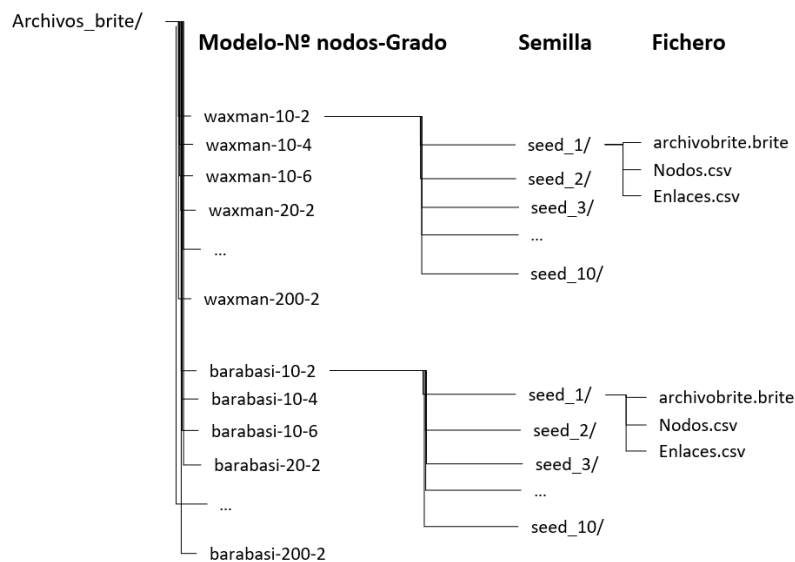 Archivos_brite/
Modelo-Nº nodos-Grado Semilla Fichero
waxman-10-2
waxman-10-4 seed_1/ archivobrite.brite
waxman-10-6 seed_2/ Nodos.csv
waxman-20-2 seed_3/ Enlaces.csv
... ...
seed_10/
waxman-200-2
barabasi-10-2
barabasi-10-4 seed_1/ archivobrite.brite
barabasi-10-6 seed_2/ Nodos.csv
barabasi-20-2 seed_3/ Enlaces.csv
... ...
seed_10/
barabasi-200-2